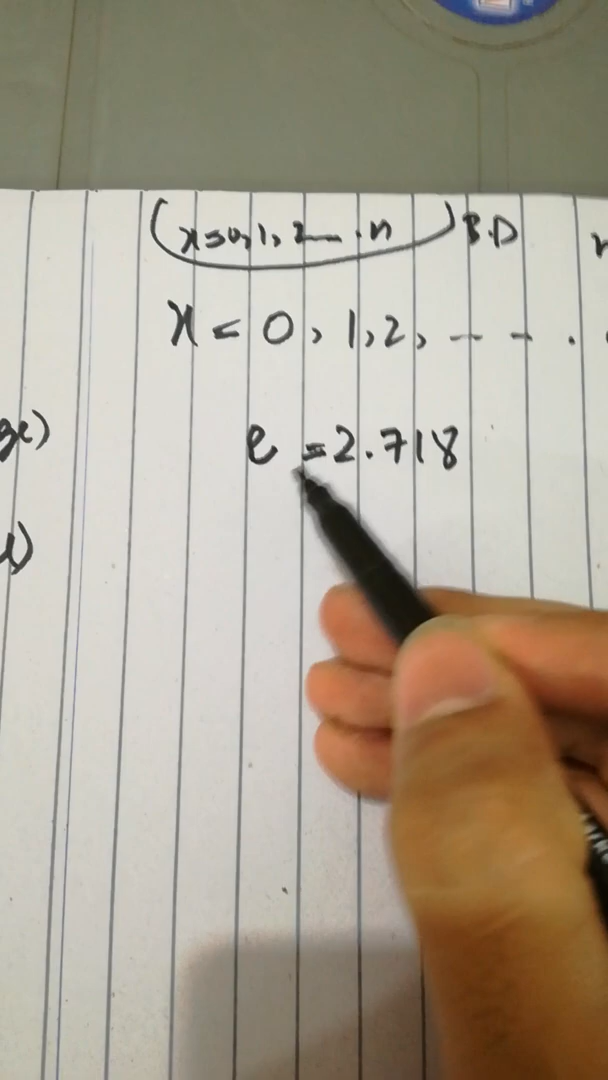 (x=0,1,2--.n) B.D
x = 0, 1, 2, - - .
e = 2.718